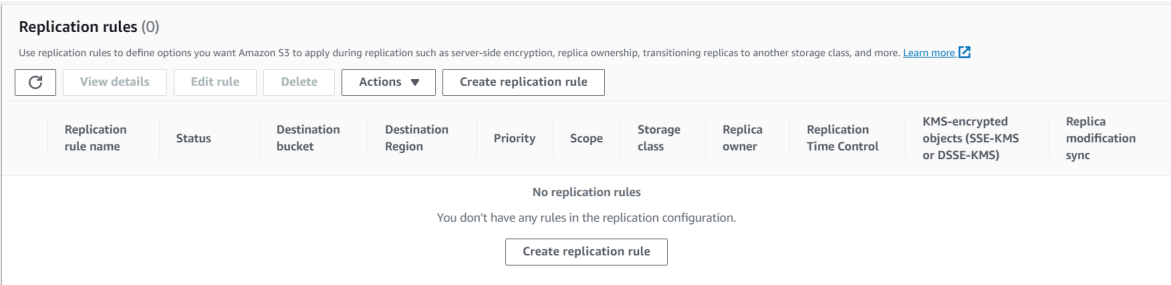 Replication rules (0)
Use replication rules to define options you want Amazon S3 to apply during replication such as server-side encryption, replica ownership, transitioning replicas to another storage class, and more. Learn more
View details Edit rule Delete Actions Create replication rule
Replication rule name Status Destination bucket Destination Region Priority Scope Storage class Replica owner Replication Time Control KMS-encrypted objects (SSE-KMS or DSSE-KMS) Replica modification sync
No replication rules
You don't have any rules in the replication configuration.
Create replication rule